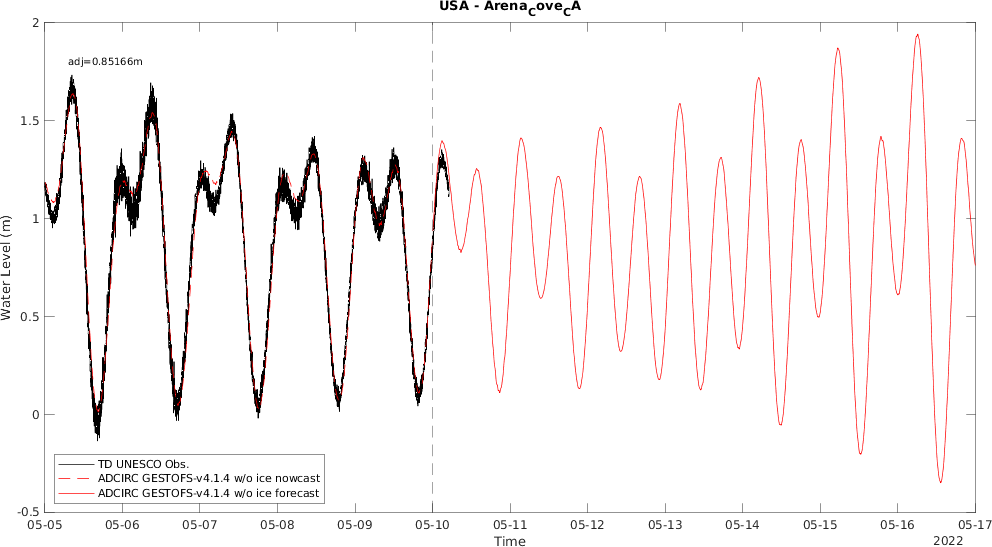 USA - ArenaCoveCA
adj=0.85166m
2
1.5
1
0.5
0
-0.5
Water Level (m)
TD UNESCO Obs.
ADCIRC GESTOFS-v4.1.4 w/o ice nowcast
ADCIRC GESTOFS-v4.1.4 w/o ice forecast
05-05 05-06 05-07 05-08 05-09 05-10 05-11 05-12 05-13 05-14 05-15 05-16 05-17
Time
2022